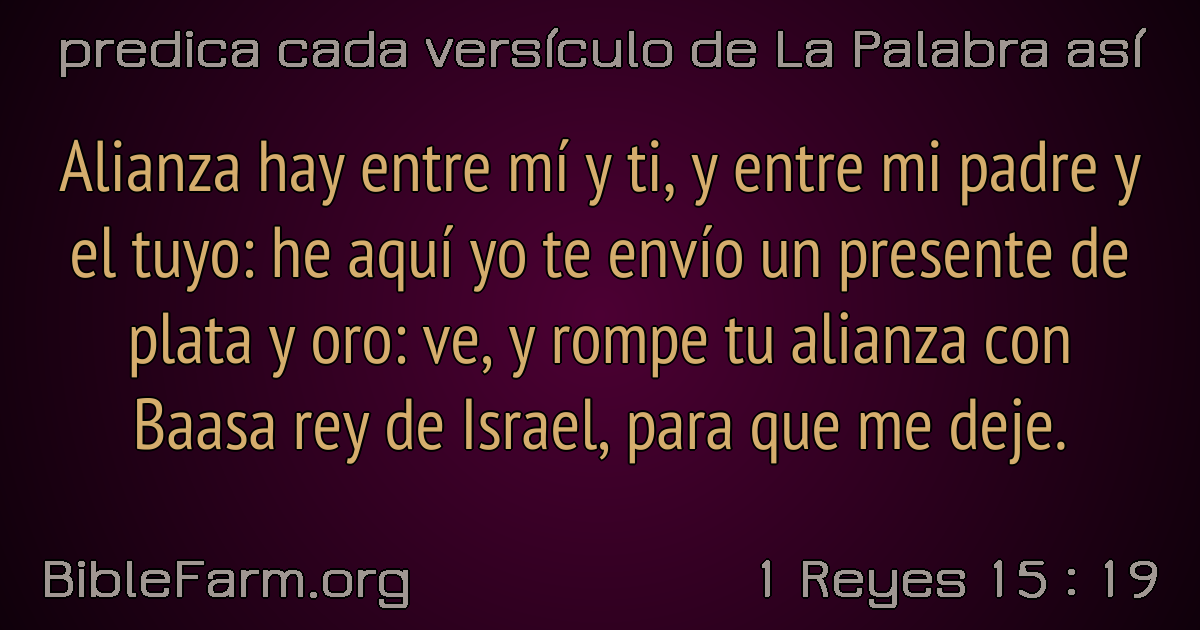 predica cada versículo de La Palabra así
Alianza hay entre mí y ti, y entre mi padre y
el tuyo: he aquí yo te envío un presente de
plata y oro: ve, y rompe tu alianza con
Baasa rey de Israel, para que me deje.
BibleFarm.org
1 Reyes 15 : 19